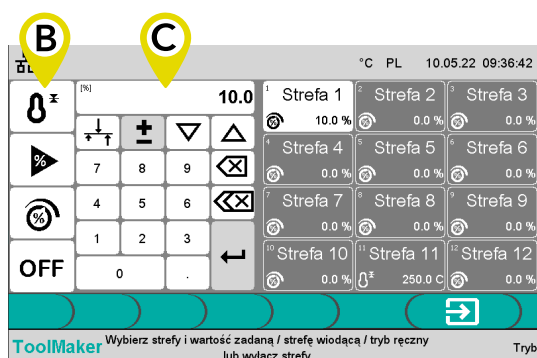 B C
°C PL 10.05.22 09:36:42
[%] 10.0
%
7 8 9
4 5 6
1 2 3
0 .
(%)
OFF
1 Strefa 1 % 10.0 %
2 Strefa 2 % 0.0 %
3 Strefa 3 % 0.0 %
4 Strefa 4 % 0.0 %
5 Strefa 5 % 0.0 %
6 Strefa 6 % 0.0 %
7 Strefa 7 % 0.0 %
8 Strefa 8 % 0.0 %
9 Strefa 9 % 0.0 %
10 Strefa 10 % 0.0 %
11 Strefa 11 250.0 C
12 Strefa 12 % 0.0 %
ToolMaker Wybierz strefy i wartość zadaną / strefę wiodącą / tryb ręczny
lub wyłącz strefy Tryb